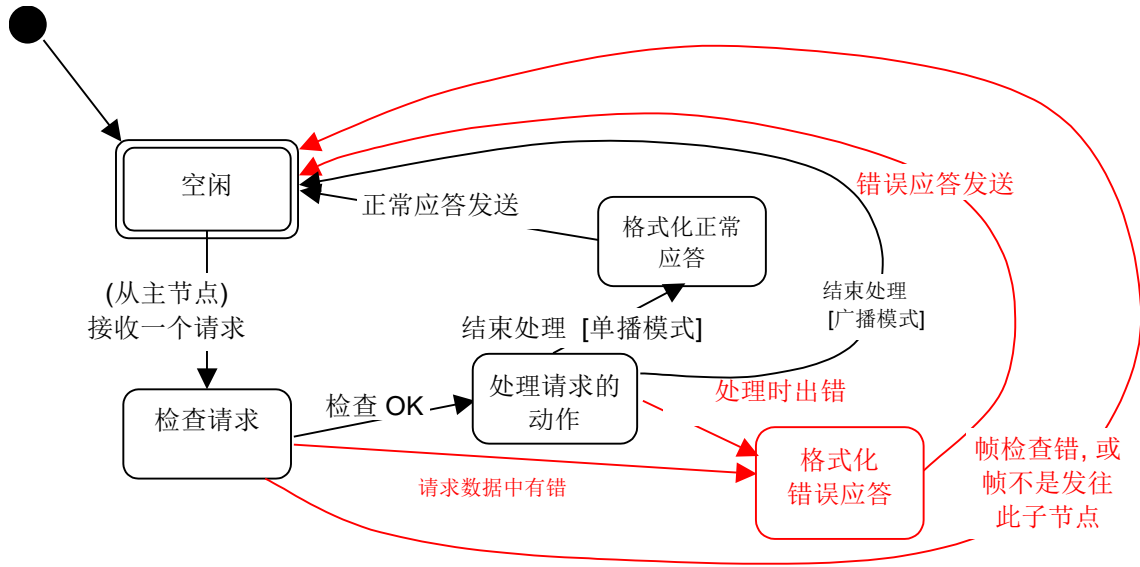 空闲
错误应答发送
正常应答发送
格式化正常
应答
(从主节点)
接收一个请求
结束处理
[广播模式]
结束处理 [单播模式]
检查请求
检查 OK
处理请求的
动作
处理时出错
请求数据中有错
格式化
错误应答
帧检查错, 或
帧不是发往
此子节点